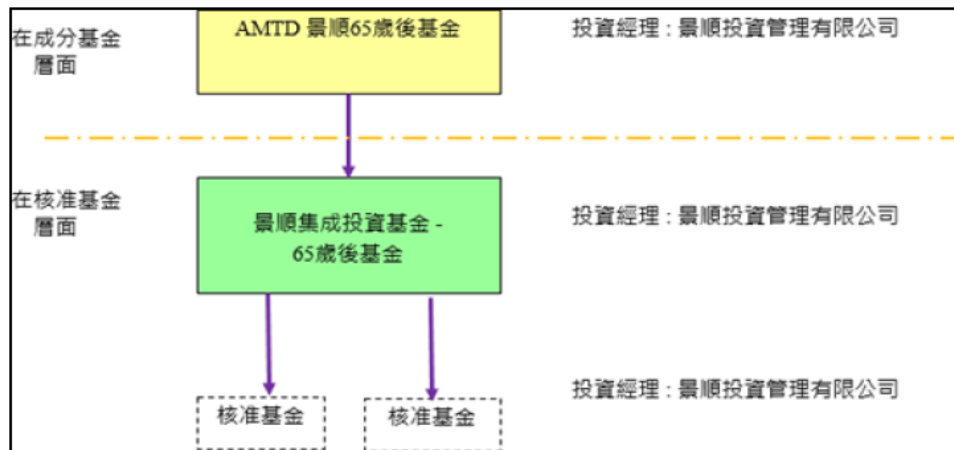 在成分基金
層面
AMTD 景順65歲後基金
投資經理 : 景順投資管理有限公司
在核准基金
層面
景順集成投資基金 -
65歲後基金
投資經理 : 景順投資管理有限公司
投資經理 : 景順投資管理有限公司
核准基金
核准基金